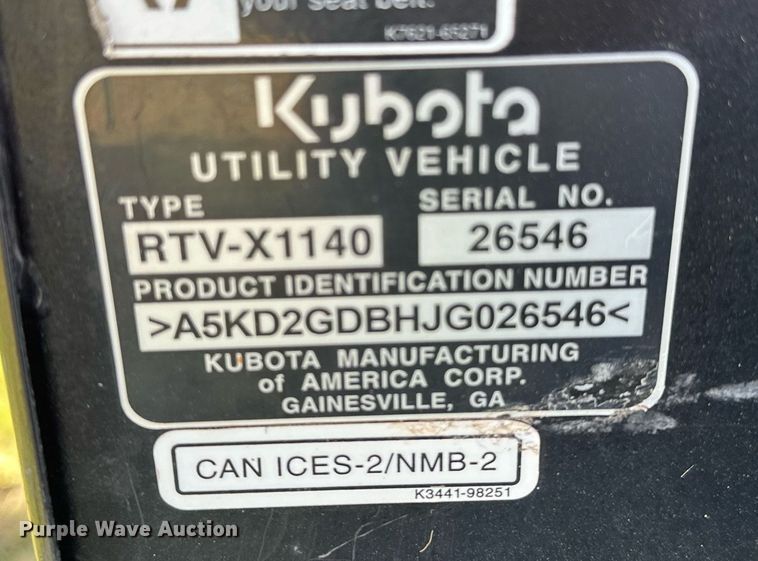 your seat belt.
K7621-65271
Kubota
UTILITY VEHICLE
TYPE SERIAL NO.
RTV-X1140 26546
PRODUCT IDENTIFICATION NUMBER
>A5KD2GDBHJG026546<
KUBOTA MANUFACTURING
of AMERICA CORP.
GAINESVILLE, GA
CAN ICES-2/NMB-2
K3441-98251
Purple Wave Auction